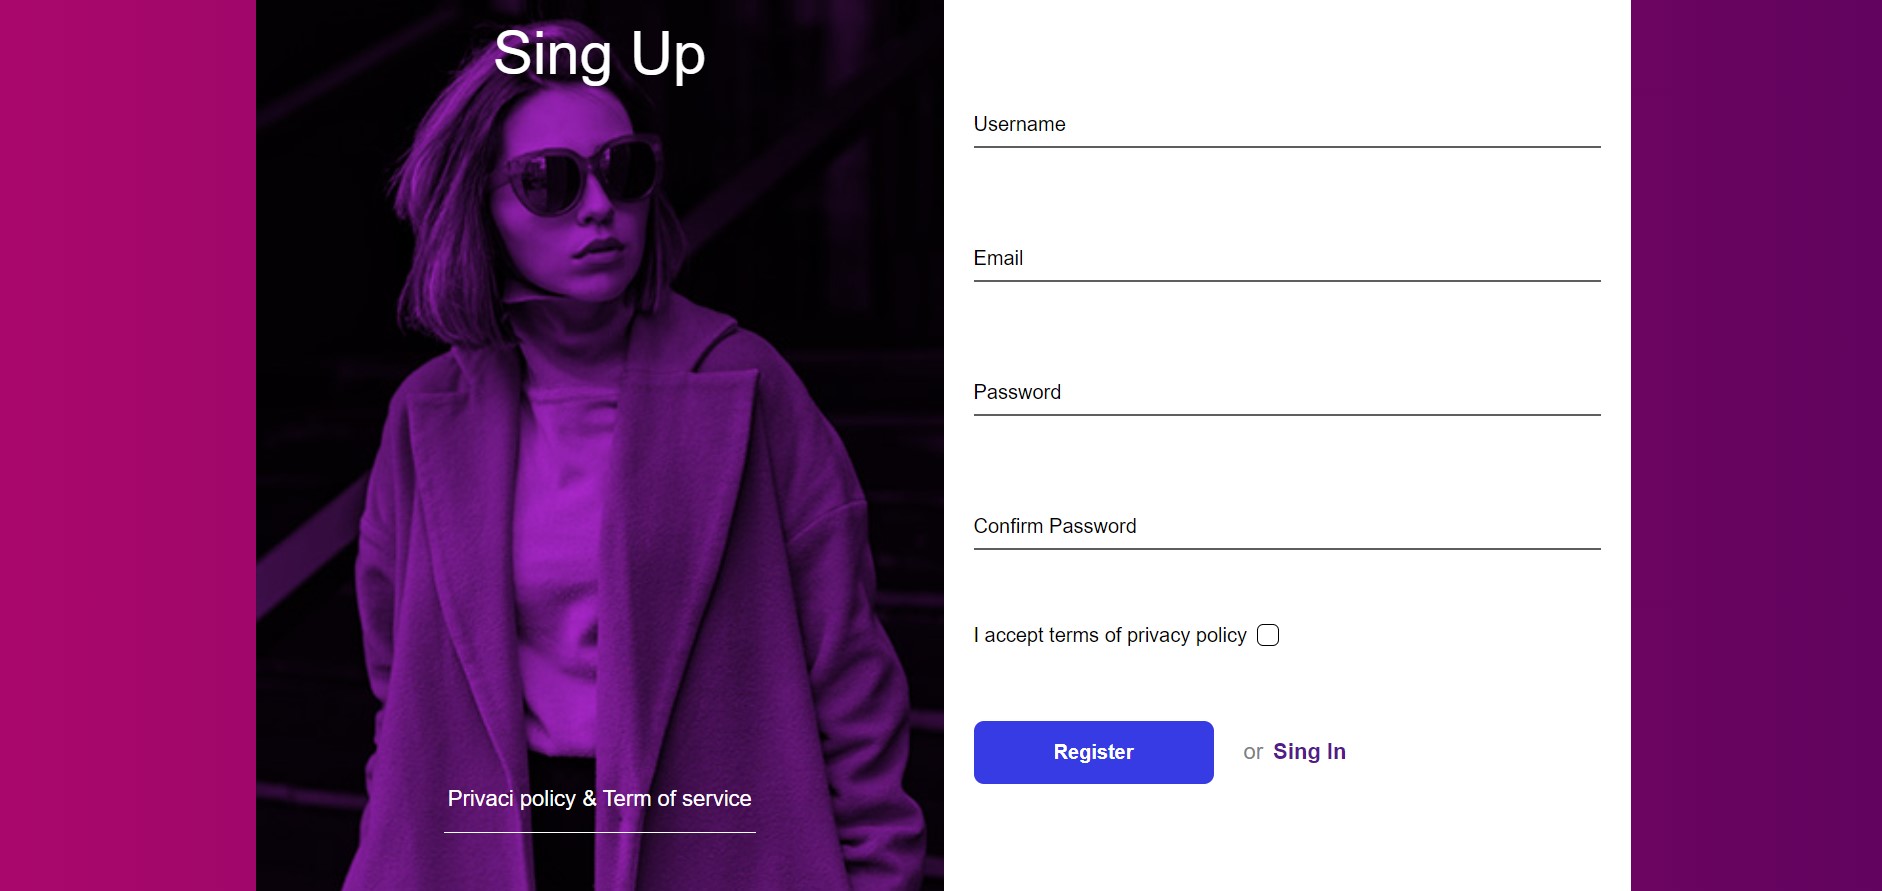 Sing Up
Privaci policy & Term of service
Username
Email
Password
Confirm Password
I accept terms of privacy policy
Register
or Sing In